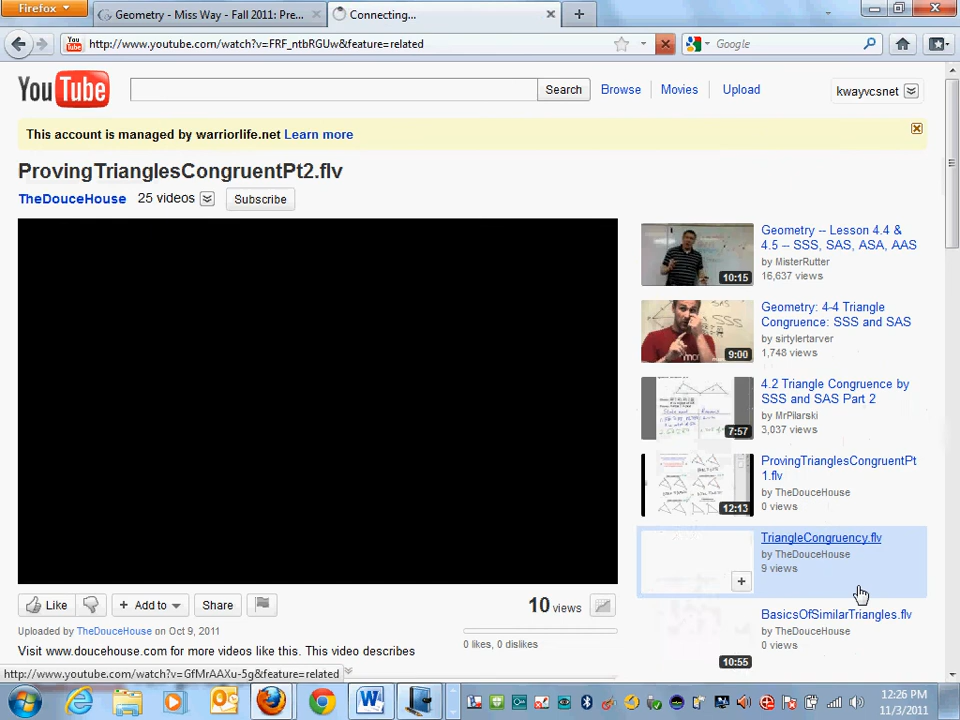 Firefox
Geometry - Miss Way - Fall 2011: Pre...
Connecting...
http://www.youtube.com/watch?v=FRF_ntbRGUw&feature=related
Google
YouTube
Search
Browse
Movies
Upload
kwayvcsnet
This account is managed by warriorlife.net Learn more
ProvingTrianglesCongruentPt2.flv
TheDouceHouse 25 videos
Subscribe
10:15
Geometry -- Lesson 4.4 &
4.5 -- SSS, SAS, ASA, AAS
by MisterRutter
16,637 views
9:00
Geometry: 4-4 Triangle
Congruence: SSS and SAS
by sirtylertarver
1,748 views
7:57
4.2 Triangle Congruence by
SSS and SAS Part 2
by MrPilarski
3,037 views
12:13
ProvingTrianglesCongruentPt
1.flv
by TheDouceHouse
0 views
TriangleCongruency.flv
by TheDouceHouse
9 views
10:55
BasicsOfSimilarTriangles.flv
by TheDouceHouse
0 views
Like
+ Add to
Share
10 views
Uploaded by TheDouceHouse on Oct 9, 2011
0 likes, 0 dislikes
Visit www.doucehouse.com for more videos like this. This video describes
http://www.youtube.com/watch?v=GfMrAAXu-5g&feature=related
12:26 PM
11/3/2011